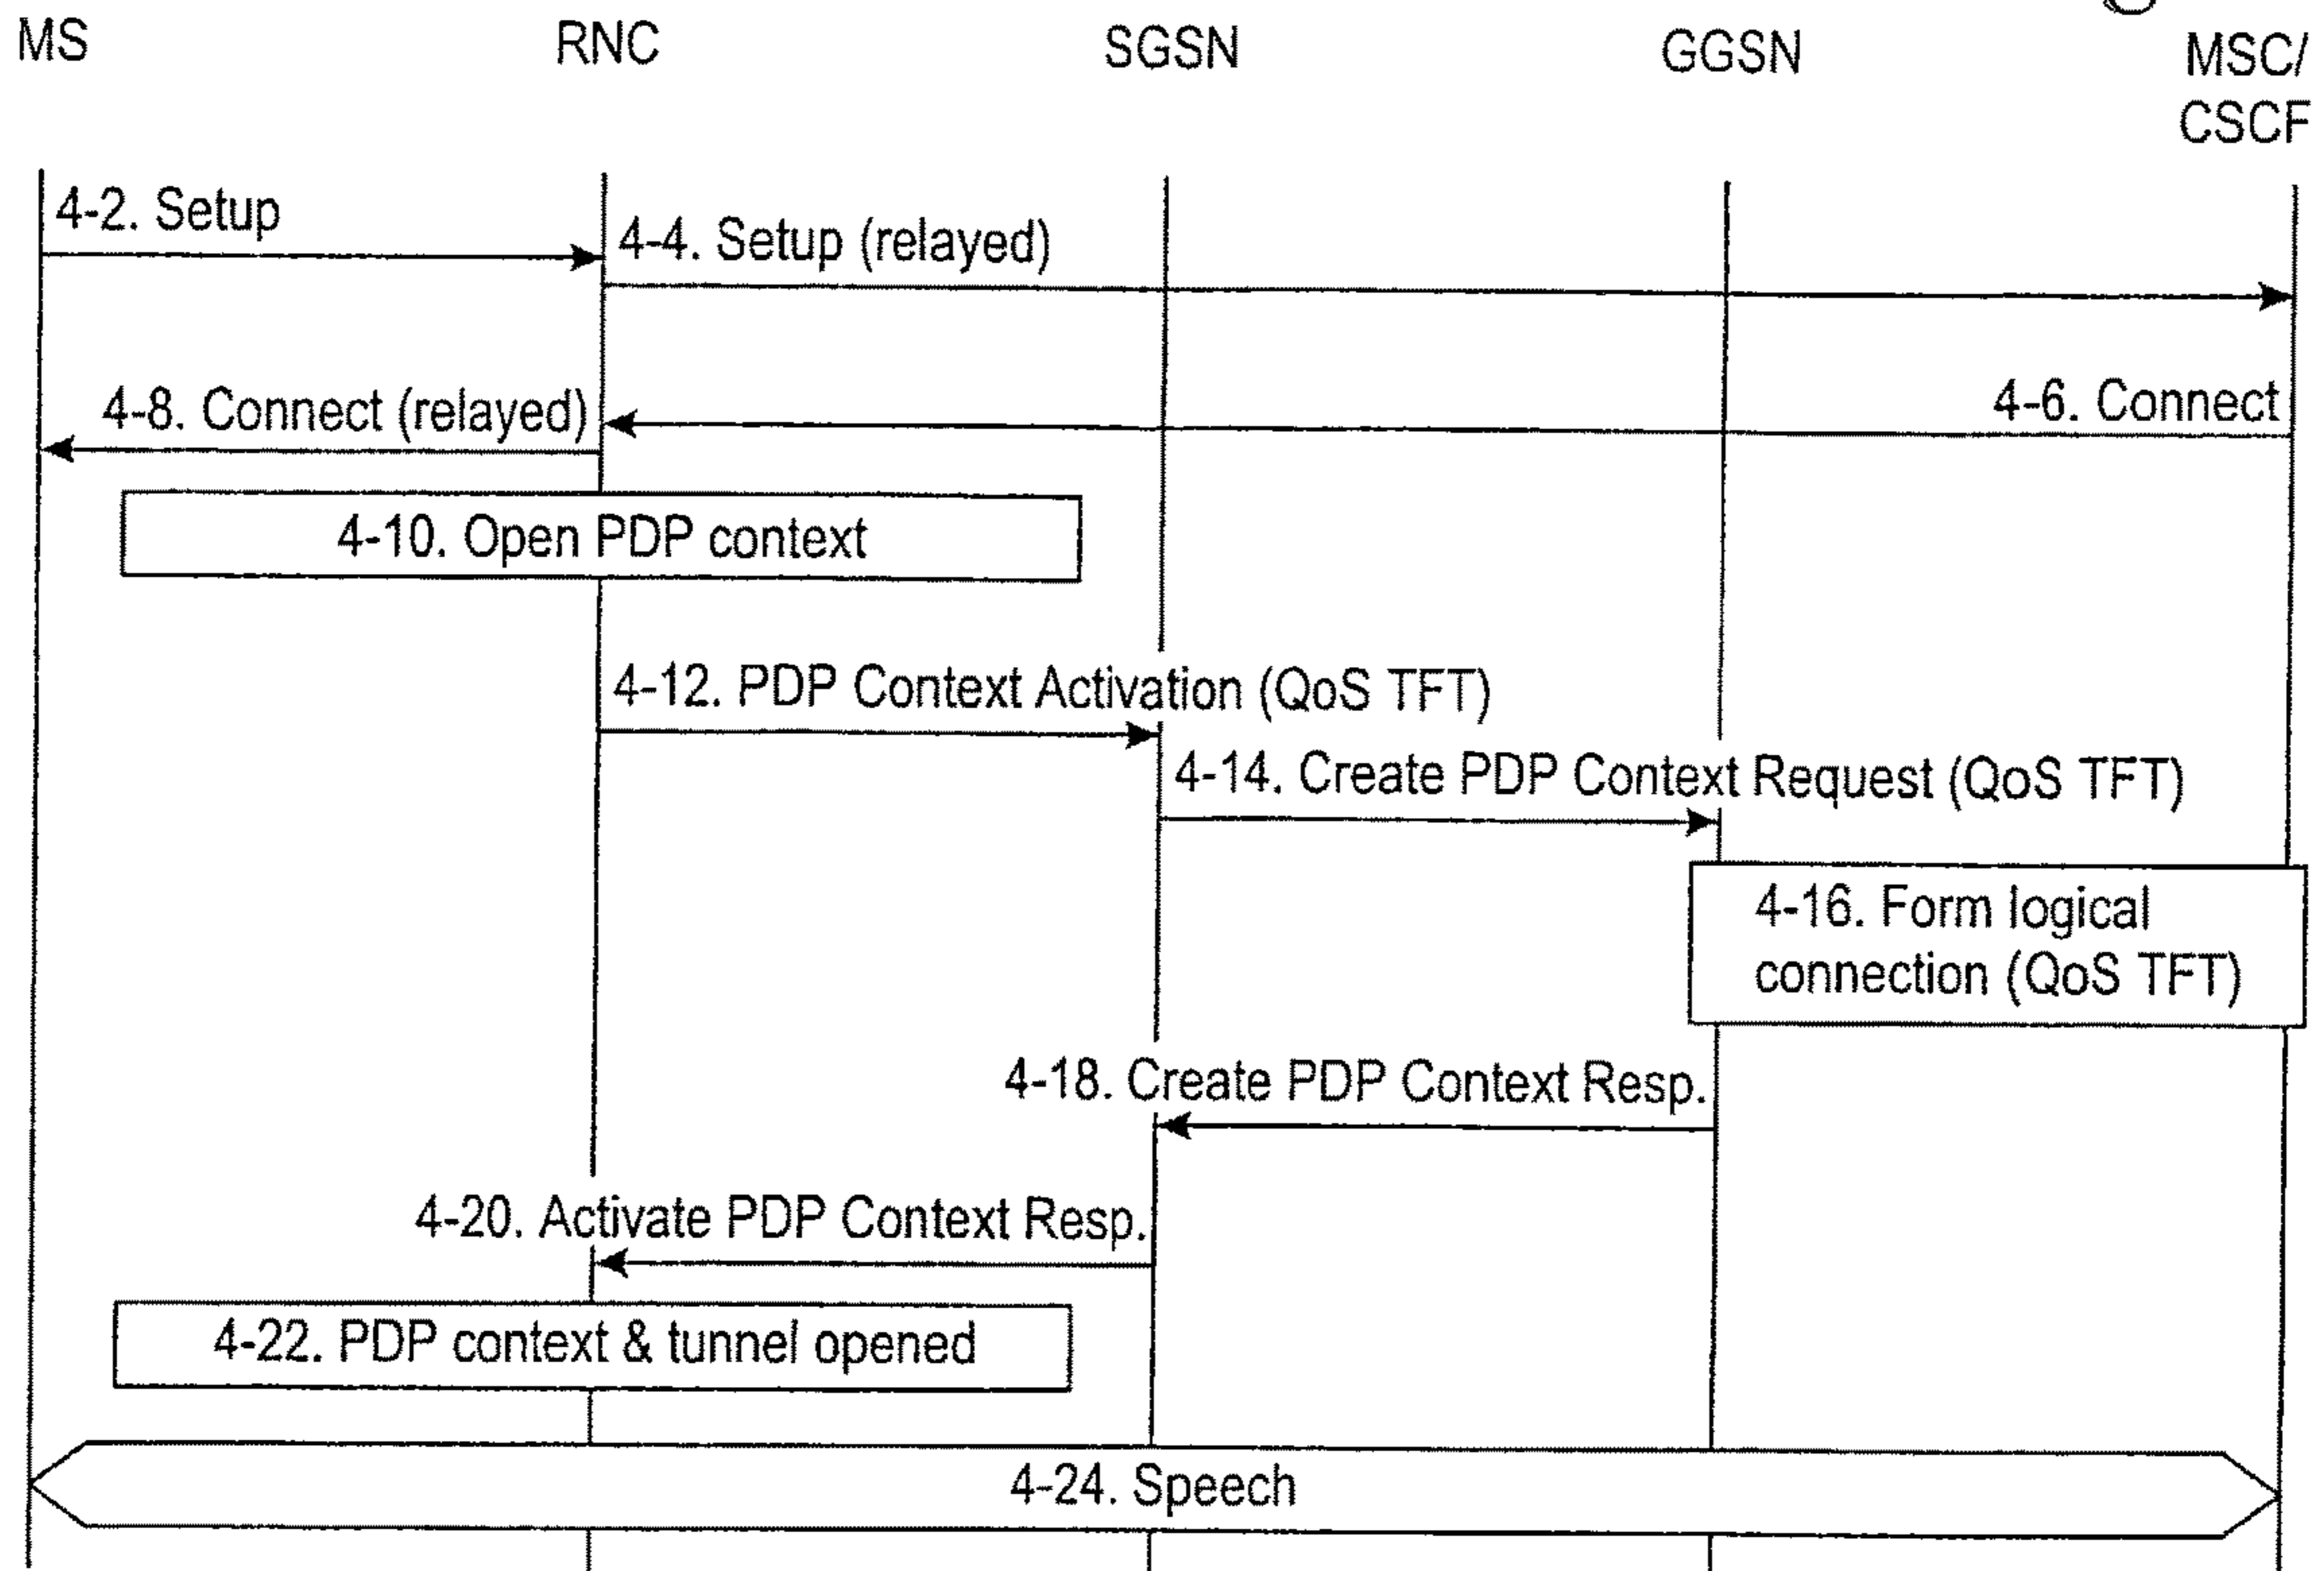 MS
RNC
SGSN
GGSN
MSC/
CSCF
4-2. Setup
4-4. Setup (relayed)
4-6. Connect
4-8. Connect (relayed)
4-10. Open PDP context
4-12. PDP Context Activation (QoS TFT)
4-14. Create PDP Context Request (QoS TFT)
4-16. Form logical
connection (QoS TFT)
4-18. Create PDP Context Resp.
4-20. Activate PDP Context Resp.
4-22. PDP context & tunnel opened
4-24. Speech